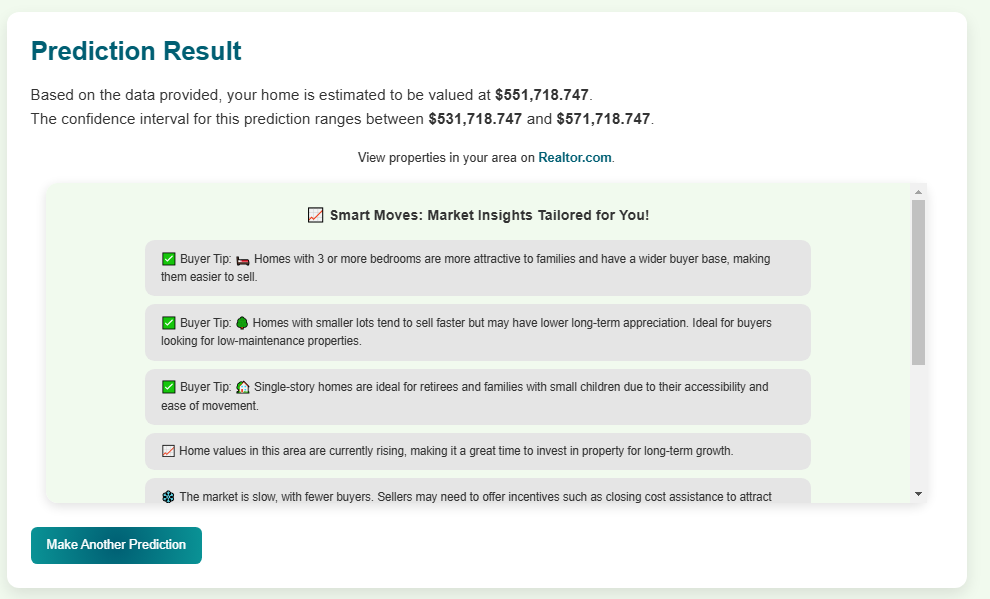 Prediction Result
Based on the data provided, your home is estimated to be valued at $551,718.747.
The confidence interval for this prediction ranges between $531,718.747 and $571,718.747.
View properties in your area on Realtor.com.
📈 Smart Moves: Market Insights Tailored for You!
✅ Buyer Tip: 🛏️ Homes with 3 or more bedrooms are more attractive to families and have a wider buyer base, making
them easier to sell.
✅ Buyer Tip: 🌳 Homes with smaller lots tend to sell faster but may have lower long-term appreciation. Ideal for buyers
looking for low-maintenance properties.
✅ Buyer Tip: 🏡 Single-story homes are ideal for retirees and families with small children due to their accessibility and
ease of movement.
📈 Home values in this area are currently rising, making it a great time to invest in property for long-term growth.
❄️ The market is slow, with fewer buyers. Sellers may need to offer incentives such as closing cost assistance to attract
Make Another Prediction